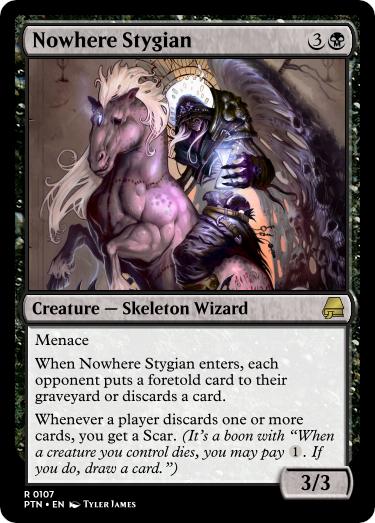 Nowhere Stygian 3
Creature — Skeleton Wizard
Menace
When Nowhere Stygian enters, each
opponent puts a foretold card to their
graveyard or discards a card.
Whenever a player discards one or more
cards, you get a Scar. (It's a boon with “When
a creature you control dies, you may pay 1. If
you do, draw a card.”)
3/3
R 0107
PTN • EN Tyler James